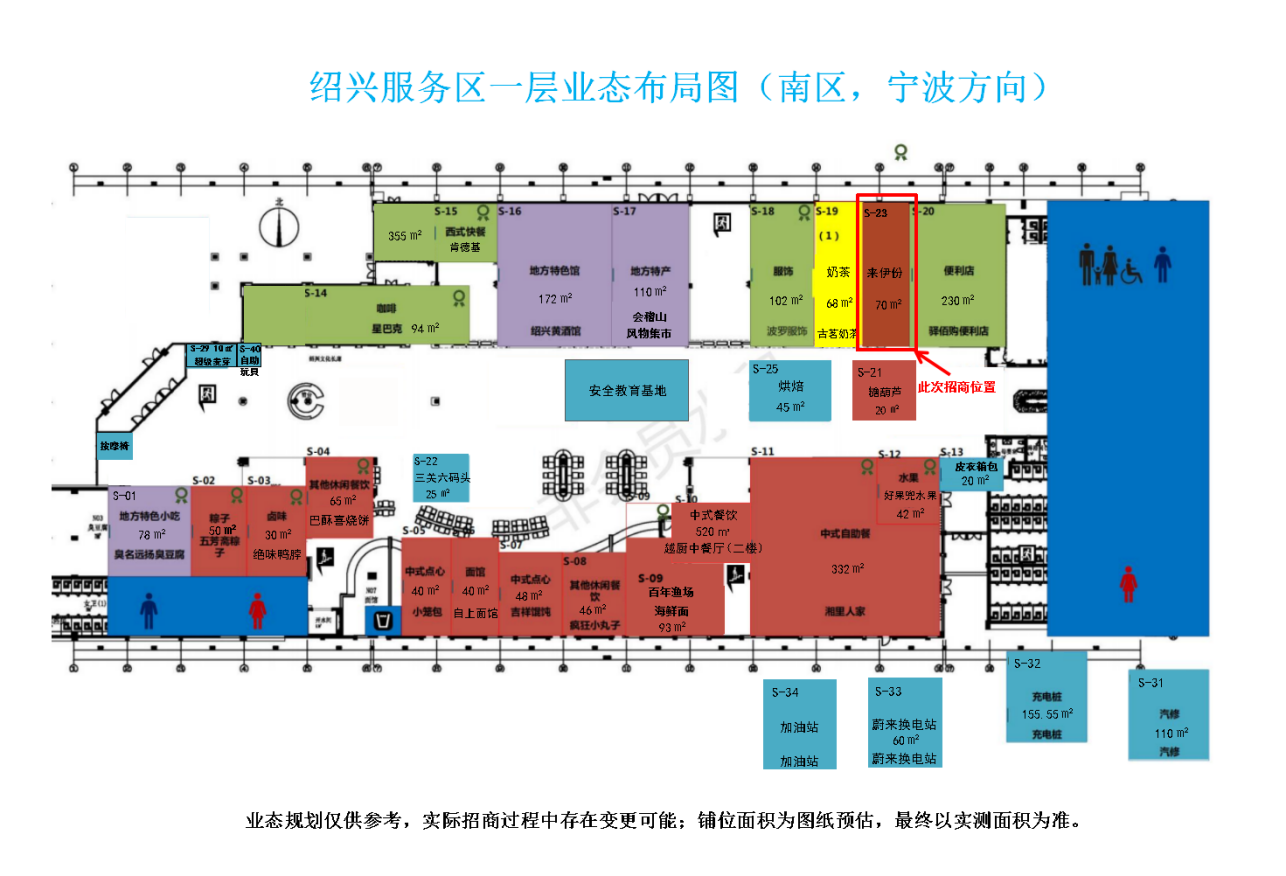 绍兴服务区一层业态布局图（南区，宁波方向）
北
S-15
西式快餐
肯德基
355 m²
S-16
地方特色馆
172 m²
绍兴黄酒馆
S-17
地方特产
110 m²
会稽山
风物集市
S-18
服饰
102 m²
波罗服饰
S-19
(1)
奶茶
68 m²
古茗奶茶
S-23
来伊份
70 m²
S-20
便利店
230 m²
驿佰购便利店
S-14
咖啡
星巴克 94 m²
S-29 10㎡
超级麦芽
S-40
自助
玩具
安全教育基地
S-25
烘焙
45 m²
S-21
糖葫芦
20 m²
此次招商位置
按摩椅
S-01
地方特色小吃
78 m²
臭名远扬臭豆腐
S-02
粽子
50 m²
五芳斋粽
子
S-03
卤味
30 m²
绝味鸭脖
S-04
其他休闲餐饮
65 m²
巴酥喜烧饼
S-22
三关六码头
25 m²
S-05
中式点心
40 m²
小笼包
面馆
40 m²
自上面馆
S-07
中式点心
48 m²
吉祥馄饨
S-08
其他休闲餐
饮
46 m²
疯狂小丸子
S-09
S-09
百年渔场
海鲜面
93 m²
S-10
中式餐饮
520 m²
越厨中餐厅（二楼）
S-11
中式自助餐
332 m²
湘里人家
S-12
水果
好果兜水果
42 m²
S-13
皮衣箱包
20 m²
女卫(1)
S-34
加油站
加油站
S-33
蔚来换电站
60 m²
蔚来换电站
S-32
充电桩
155.55 m²
充电桩
S-31
汽修
110 m²
汽修
非会员
业态规划仅供参考，实际招商过程中存在变更可能；铺位面积为图纸预估，最终以实测面积为准。